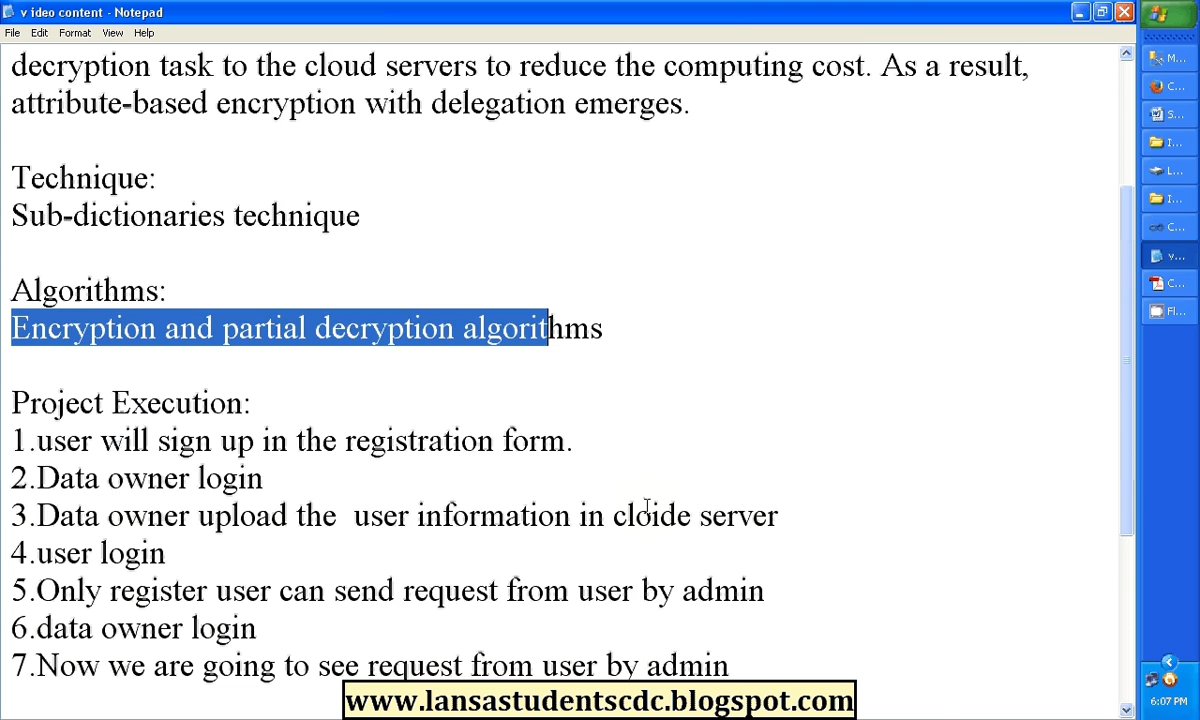 v ideo content - Notepad
File Edit Format View Help
decryption task to the cloud servers to reduce the computing cost. As a result,
attribute-based encryption with delegation emerges.
Technique:
Sub-dictionaries technique
Algorithms:
Encryption and partial decryption algorithms
Project Execution:
1.user will sign up in the registration form.
2.Data owner login
3.Data owner upload the user information in cloide server
4.user login
5.Only register user can send request from user by admin
6.data owner login
7.Now we are going to see request from user by admin
www.lansastudentscdc.blogspot.com
M...
C...
S...
I...
L...
I...
C...
v...
C...
Fl...
6:07 PM